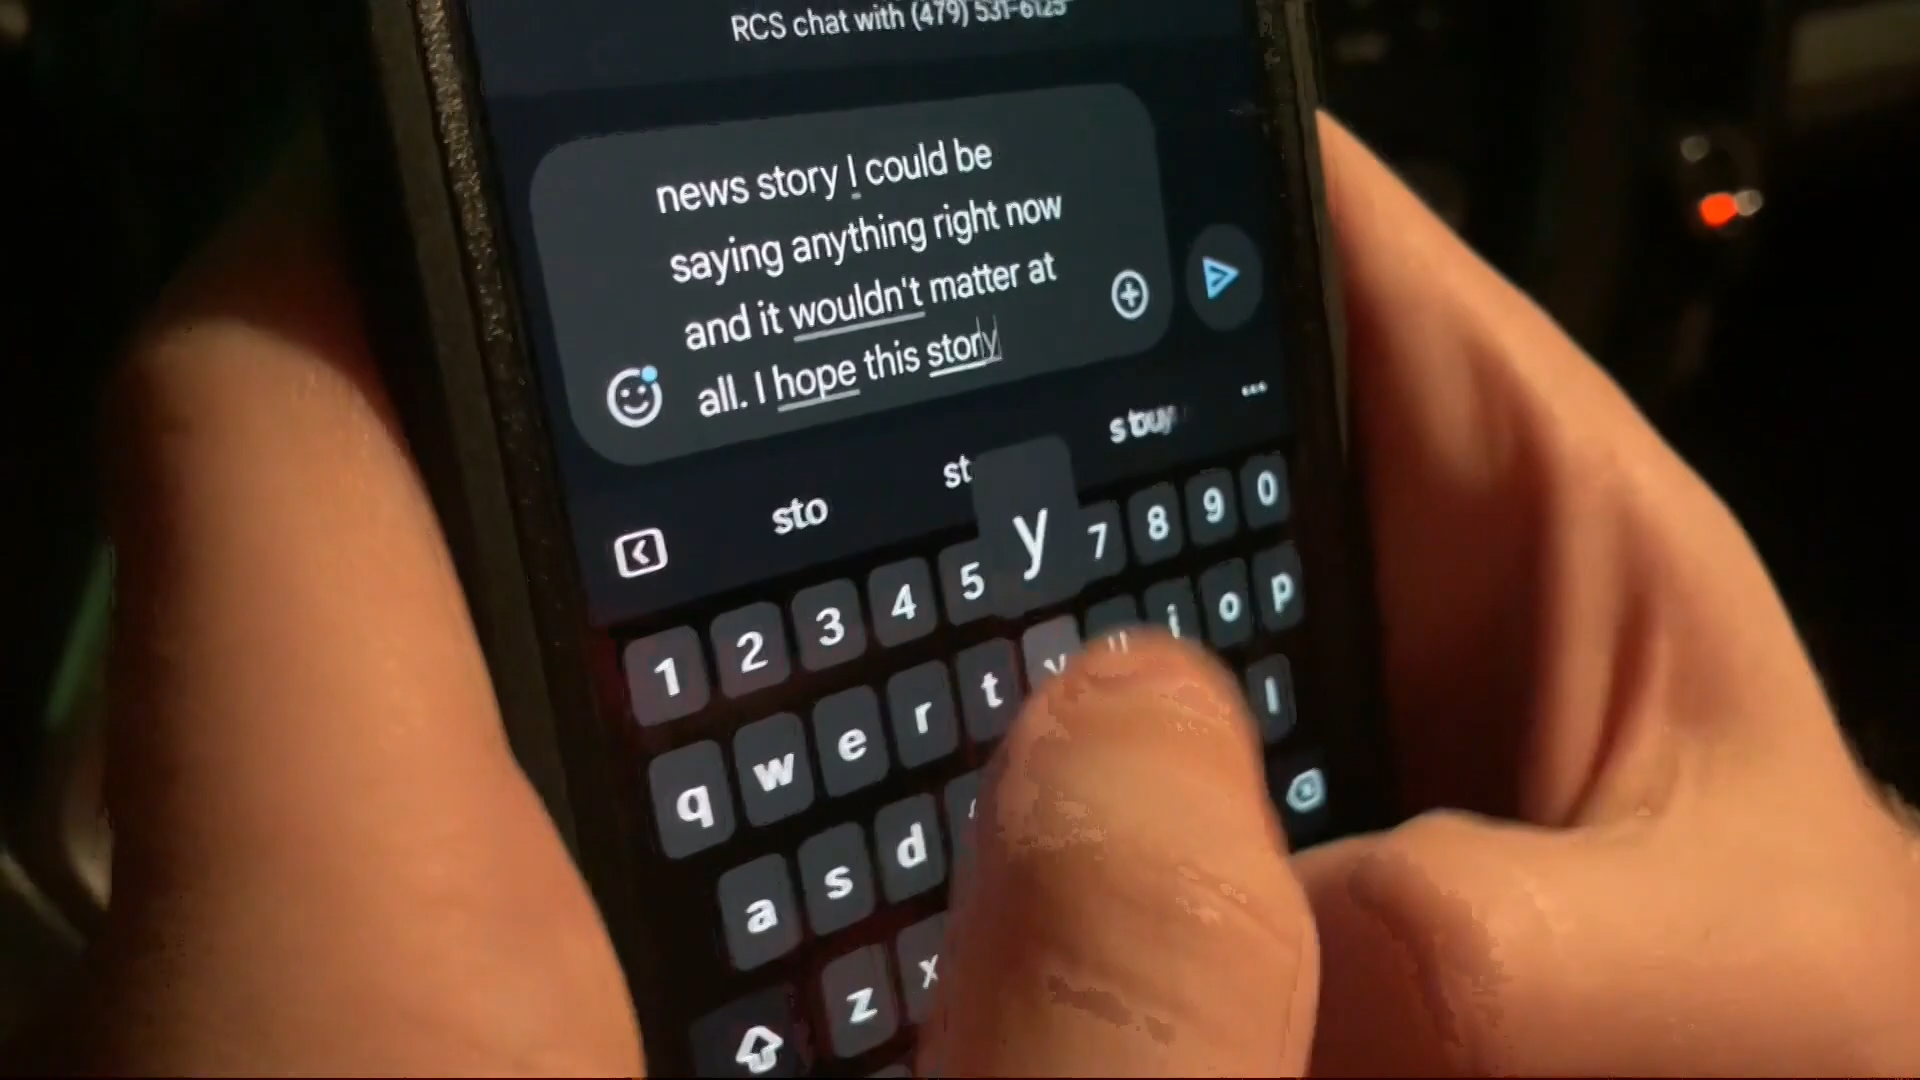 RCS chat with (479) 531-6125
news story I could be
saying anything right now
and it wouldn't matter at
all. I hope this story
sto
st
y
1 2 3 4 5 7 8 9 0
q w e r t y u i o p
a s d l
z x